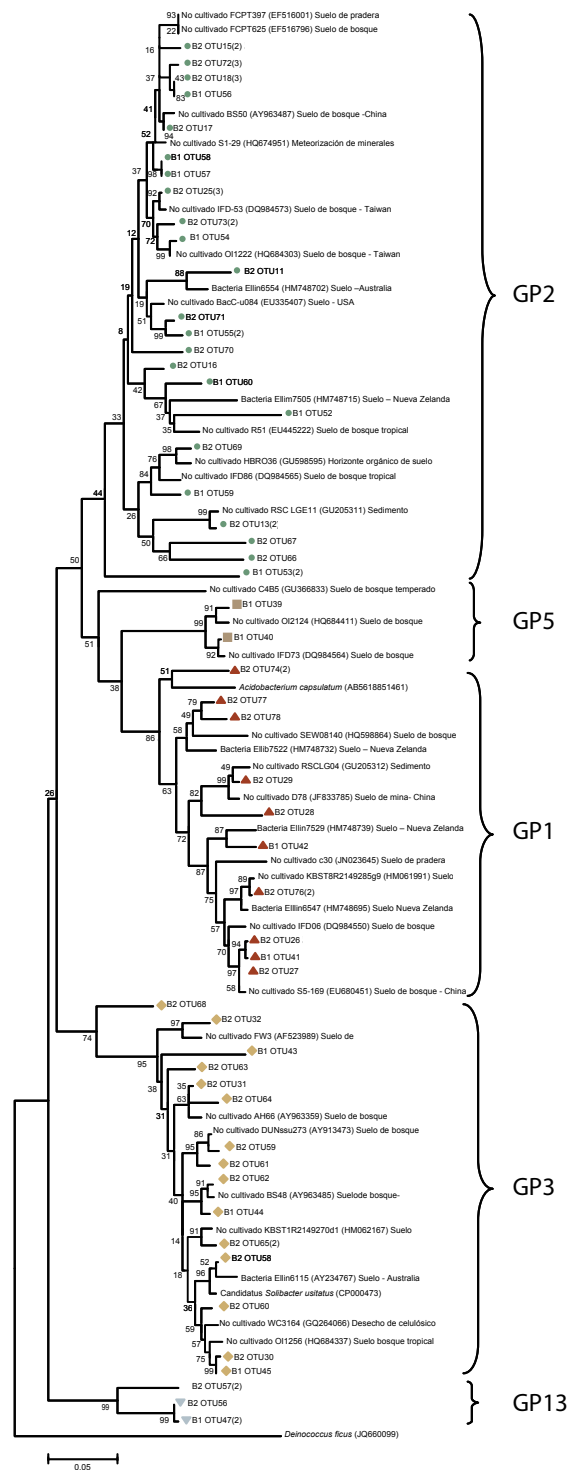 No cultivado FCPT397 (EF516001) Suelo de pradera
No cultivado FCPT625 (EF516796) Suelo de bosque
B2 OTU15(2)
B2 OTU72(3)
B2 OTU18(3)
B1 OTU56
No cultivado BS50 (AY963487) Suelo de bosque -China
B2 OTU17
No cultivado S1-29 (HQ674951) Meteorización de minerales
B1 OTU58
B1 OTU57
B2 OTU25(3)
No cultivado IFD-53 (DQ984573) Suelo de bosque - Taiwan
B2 OTU73(2)
B1 OTU54
No cultivado OI1222 (HQ684303) Suelo de bosque - Taiwan
B2 OTU11
Bacteria Ellin6554 (HM748702) Suelo –Australia
No cultivado BacC-u084 (EU335407) Suelo - USA
B2 OTU71
B1 OTU55(2)
B2 OTU70
B2 OTU16
B1 OTU60
Bacteria Ellim7505 (HM748715) Suelo – Nueva Zelanda
B1 OTU52
No cultivado R51 (EU445222) Suelo de bosque tropical
B2 OTU69
No cultivado HBRO36 (GU598595) Horizonte orgánico de suelo
No cultivado IFD86 (DQ984565) Suelo de bosque tropical
B1 OTU59
No cultivado RSC LGE11 (GU205311) Sedimento
B2 OTU13(2)
B2 OTU67
B2 OTU66
B1 OTU53(2)
GP2
No cultivado C4B5 (GU366833) Suelo de bosque temperado
B1 OTU39
No cultivado OI2124 (HQ684411) Suelo de bosque
B1 OTU40
No cultivado IFD73 (DQ984564) Suelo de bosque
GP5
B2 OTU74(2)
Acidobacterium capsulatum (AB5618851461)
B2 OTU77
B2 OTU78
No cultivado SEW08140 (HQ598864) Suelo de bosque
Bacteria Ellib7522 (HM748732) Suelo – Nueva Zelanda
No cultivado RSCLG04 (GU205312) Sedimento
B2 OTU29
No cultivado D78 (JF833785) Suelo de mina- China
B2 OTU28
Bacteria Ellin7529 (HM748739) Suelo – Nueva Zelanda
B1 OTU42
No cultivado c30 (JN023645) Suelo de pradera
No cultivado KBST8R2149285g9 (HM061991) Suelo
B2 OTU76(2)
Bacteria Elllin6547 (HM748695) Suelo Nueva Zelanda
No cultivado IFD06 (DQ984550) Suelo de bosque
B2 OTU26
B1 OTU41
B2 OTU27
No cultivado S5-169 (EU680451) Suelo de bosque - China
GP1
B2 OTU68
B2 OTU32
No cultivado FW3 (AF523989) Suelo de
B1 OTU43
B2 OTU63
B2 OTU31
B2 OTU64
No cultivado AH66 (AY963359) Suelo de bosque
No cultivado DUNssu273 (AY913473) Suelo de bosque
B2 OTU59
B2 OTU61
B2 OTU62
No cultivado BS48 (AY963485) Suelode bosque-
B1 OTU44
No cultivado KBST1R2149270d1 (HM062167) Suelo
B2 OTU65(2)
B2 OTU58
Bacteria Ellin6115 (AY234767) Suelo - Australia
Candidatus Solibacter usitatus (CP000473)
B2 OTU60
No cultivado WC3164 (GQ264066) Desecho de celulósico
No cultivado OI1256 (HQ684337) Suelo bosque tropical
B2 OTU30
B1 OTU45
GP3
B2 OTU57(2)
B2 OTU56
B1 OTU47(2)
GP13
Deinococcus ficus (JQ660099)
93
22
16
37
43
83
41
94
52
98
37
92
70
72
99
12
88
19
19
51
99
8
42
67
37
35
33
98
76
84
26
99
50
66
44
50
91
99
92
51
38
51
86
79
49
58
63
49
99
82
72
87
87
75
89
97
57
70
94
97
58
26
74
97
95
38
35
63
31
31
86
95
91
95
40
91
14
18
52
96
36
59
57
75
99
99
99
0.05